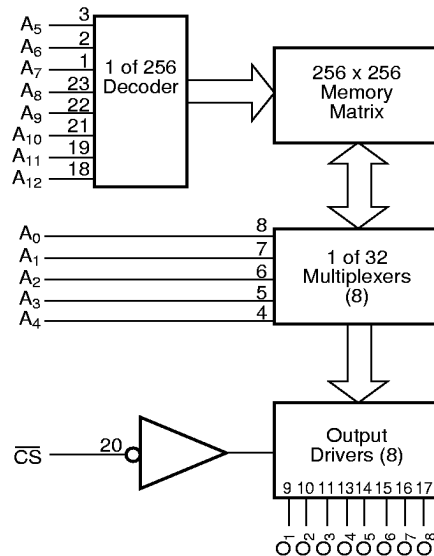 A5 3
A6 2
A7 1
A8 23
A9 22
A10 21
A11 19
A12 18
1 of 256
Decoder
256 x 256
Memory
Matrix
A0 8
A1 7
A2 6
A3 5
A4 4
1 of 32
Multiplexers
(8)
C̅S̅ 20
Output
Drivers (8)
9 10 11 13 14 15 16 17
O1 O2 O3 O4 O5 O6 O7 O8